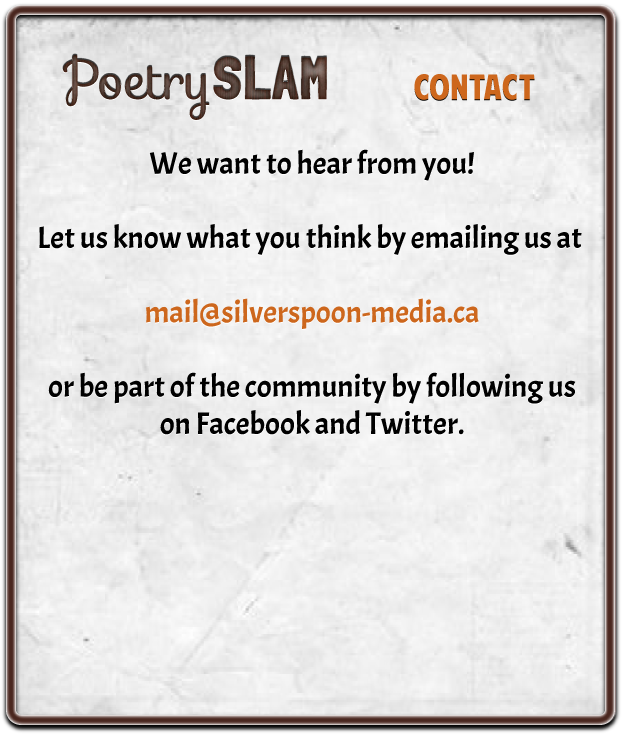 PoetrySLAM CONTACT
We want to hear from you!
Let us know what you think by emailing us at
mail@silverspoon-media.ca
or be part of the community by following us
on Facebook and Twitter.